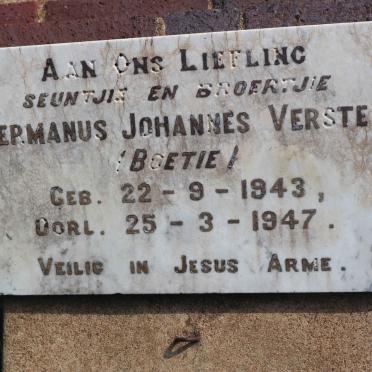 AAN ONS LIEFLING
SEUNTJIE EN BROERTJIE
ERMANUS JOHANNES VERSTE
(BOETIE)
GEB. 22-9-1943,
OORL. 25-3-1947.
VEILIG IN JESUS ARME.